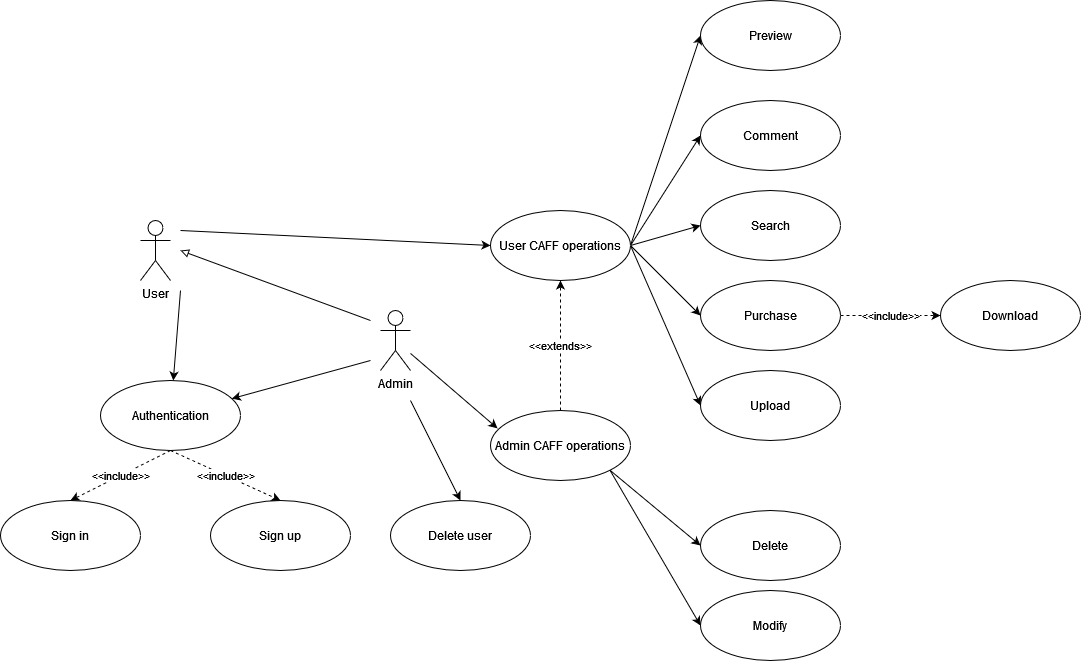 Preview
Comment
Search
User CAFF operations
User
Purchase
<<include>>
Download
<<extends>>
Admin
Upload
Authentication
Admin CAFF operations
<<include>>
<<include>>
Sign in
Sign up
Delete user
Delete
Modify